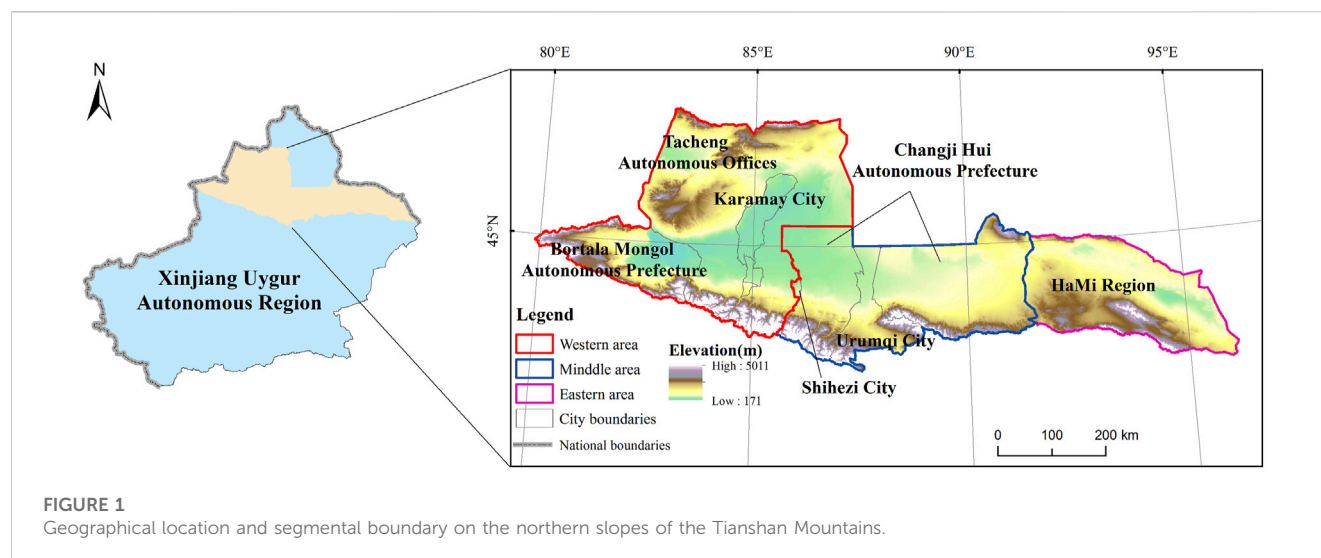 80°E
85°E
90°E
95°E
N
45°N
Tacheng
Autonomous Offices
Changji Hui
Autonomous Prefecture
Karamay City
Bortala Mongol
Autonomous Prefecture
HaMi Region
Xinjiang Uygur
Autonomous Region
Urumqi City
Shihezi City
Legend
Western area
Minddle area
Eastern area
City boundaries
National boundaries
Elevation(m)
High : 5011
Low : 171
0 100 200 km
FIGURE 1
Geographical location and segmental boundary on the northern slopes of the Tianshan Mountains.